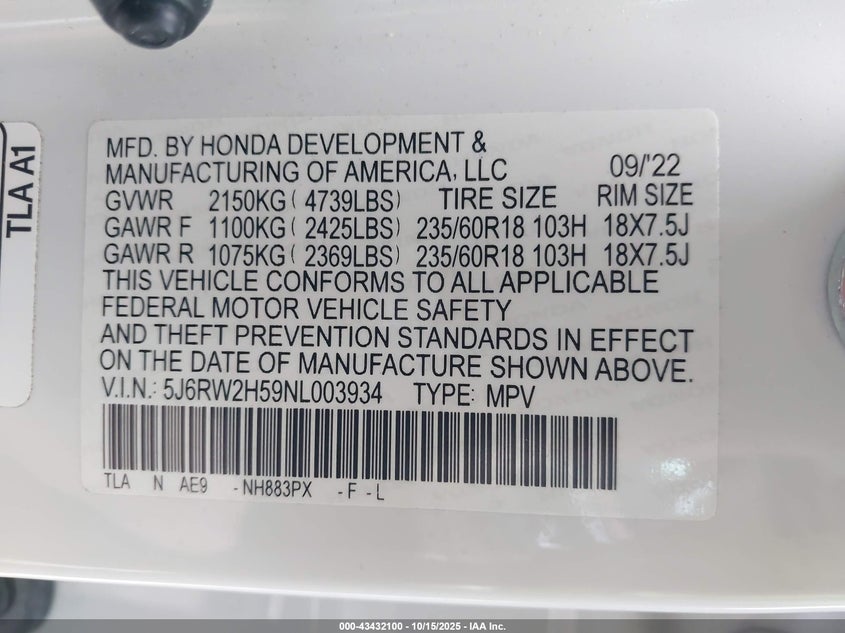 TLA A1
MFD. BY HONDA DEVELOPMENT &
MANUFACTURING OF AMERICA, LLC 09/'22
GVWR 2150KG ( 4739LBS) TIRE SIZE RIM SIZE
GAWR F 1100KG ( 2425LBS) 235/60R18 103H 18X7.5J
GAWR R 1075KG ( 2369LBS) 235/60R18 103H 18X7.5J
THIS VEHICLE CONFORMS TO ALL APPLICABLE
FEDERAL MOTOR VEHICLE SAFETY
AND THEFT PREVENTION STANDARDS IN EFFECT
ON THE DATE OF MANUFACTURE SHOWN ABOVE.
V.I.N.: 5J6RW2H59NL003934 TYPE: MPV
TLA N AE9 -NH883PX -F -L
000-43432100 - 10/15/2025 - IAA Inc.